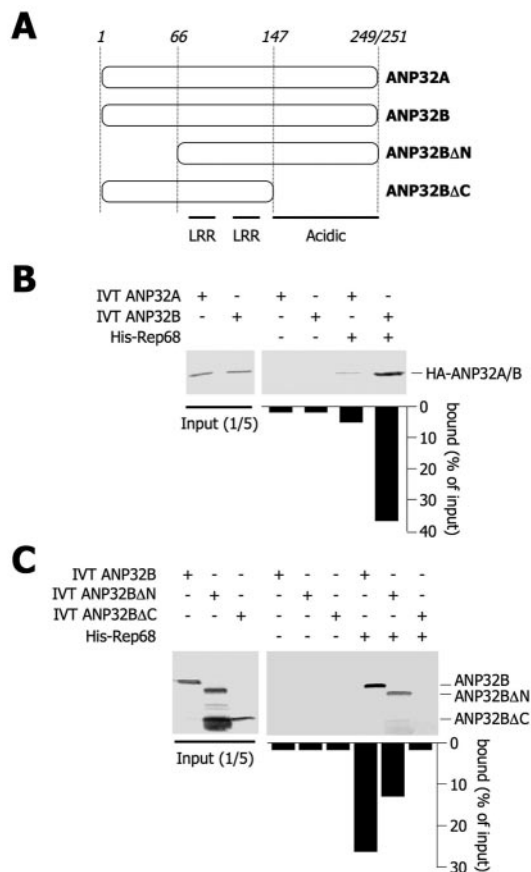 A
1 66 147 249/251
ANP32A
ANP32B
ANP32BΔN
ANP32BΔC
LRR LRR Acidic
B
IVT ANP32A + - + - + -
IVT ANP32B - + - + - +
His-Rep68 - - + +
HA-ANP32A/B
Input (1/5)
0
10
20
30
40
bound (% of input)
C
IVT ANP32B + - - + - - + - -
IVT ANP32BΔN - + - - + - - + -
IVT ANP32BΔC - - + - - + - - +
His-Rep68 - - - + + +
ANP32B
ANP32BΔN
ANP32BΔC
Input (1/5)
0
10
20
30
bound (% of input)